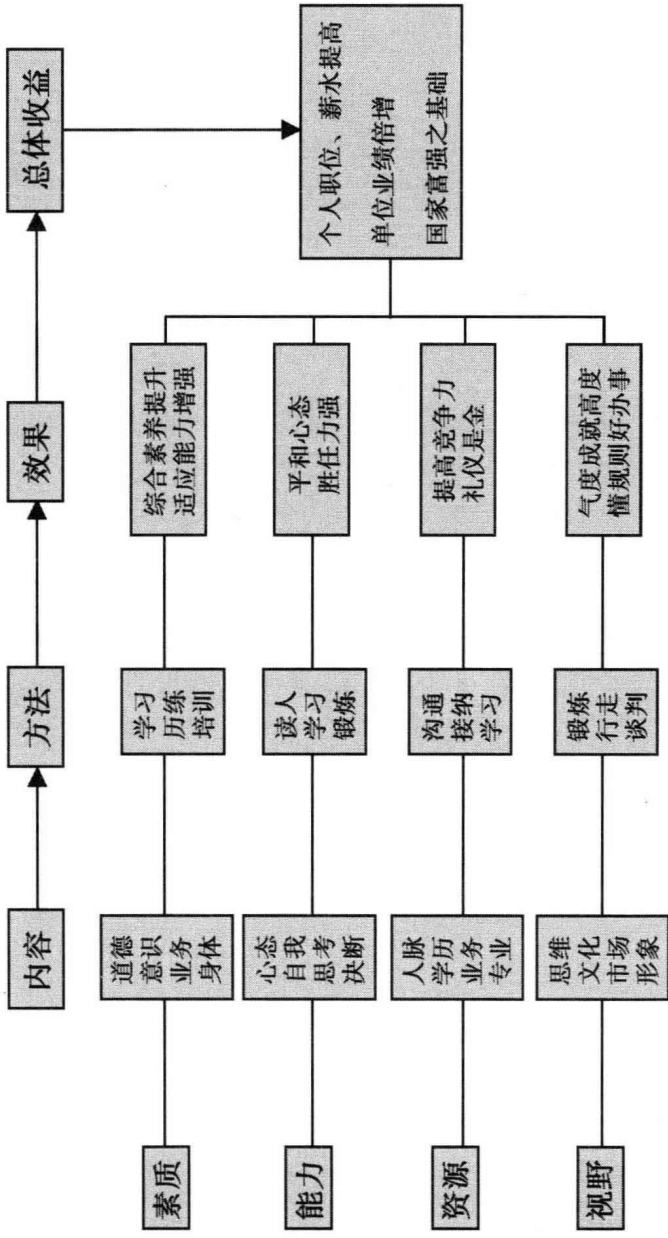 内容
方法
效果
总体收益
素质
道德
意识
业务
身体
学习
历练
培训
综合素养提升
适应能力增强
能力
心态
自我
思考
决断
读人
学习
锻炼
平和心态
胜任力强
资源
人脉
学历
业务
专业
沟通
接纳
学习
提高竞争力
礼仪是金
视野
思维
文化
市场
形象
锻炼
行走
谈判
气度成就高度
懂规则好办事
个人职位、薪水提高
单位业绩倍增
国家富强之基础